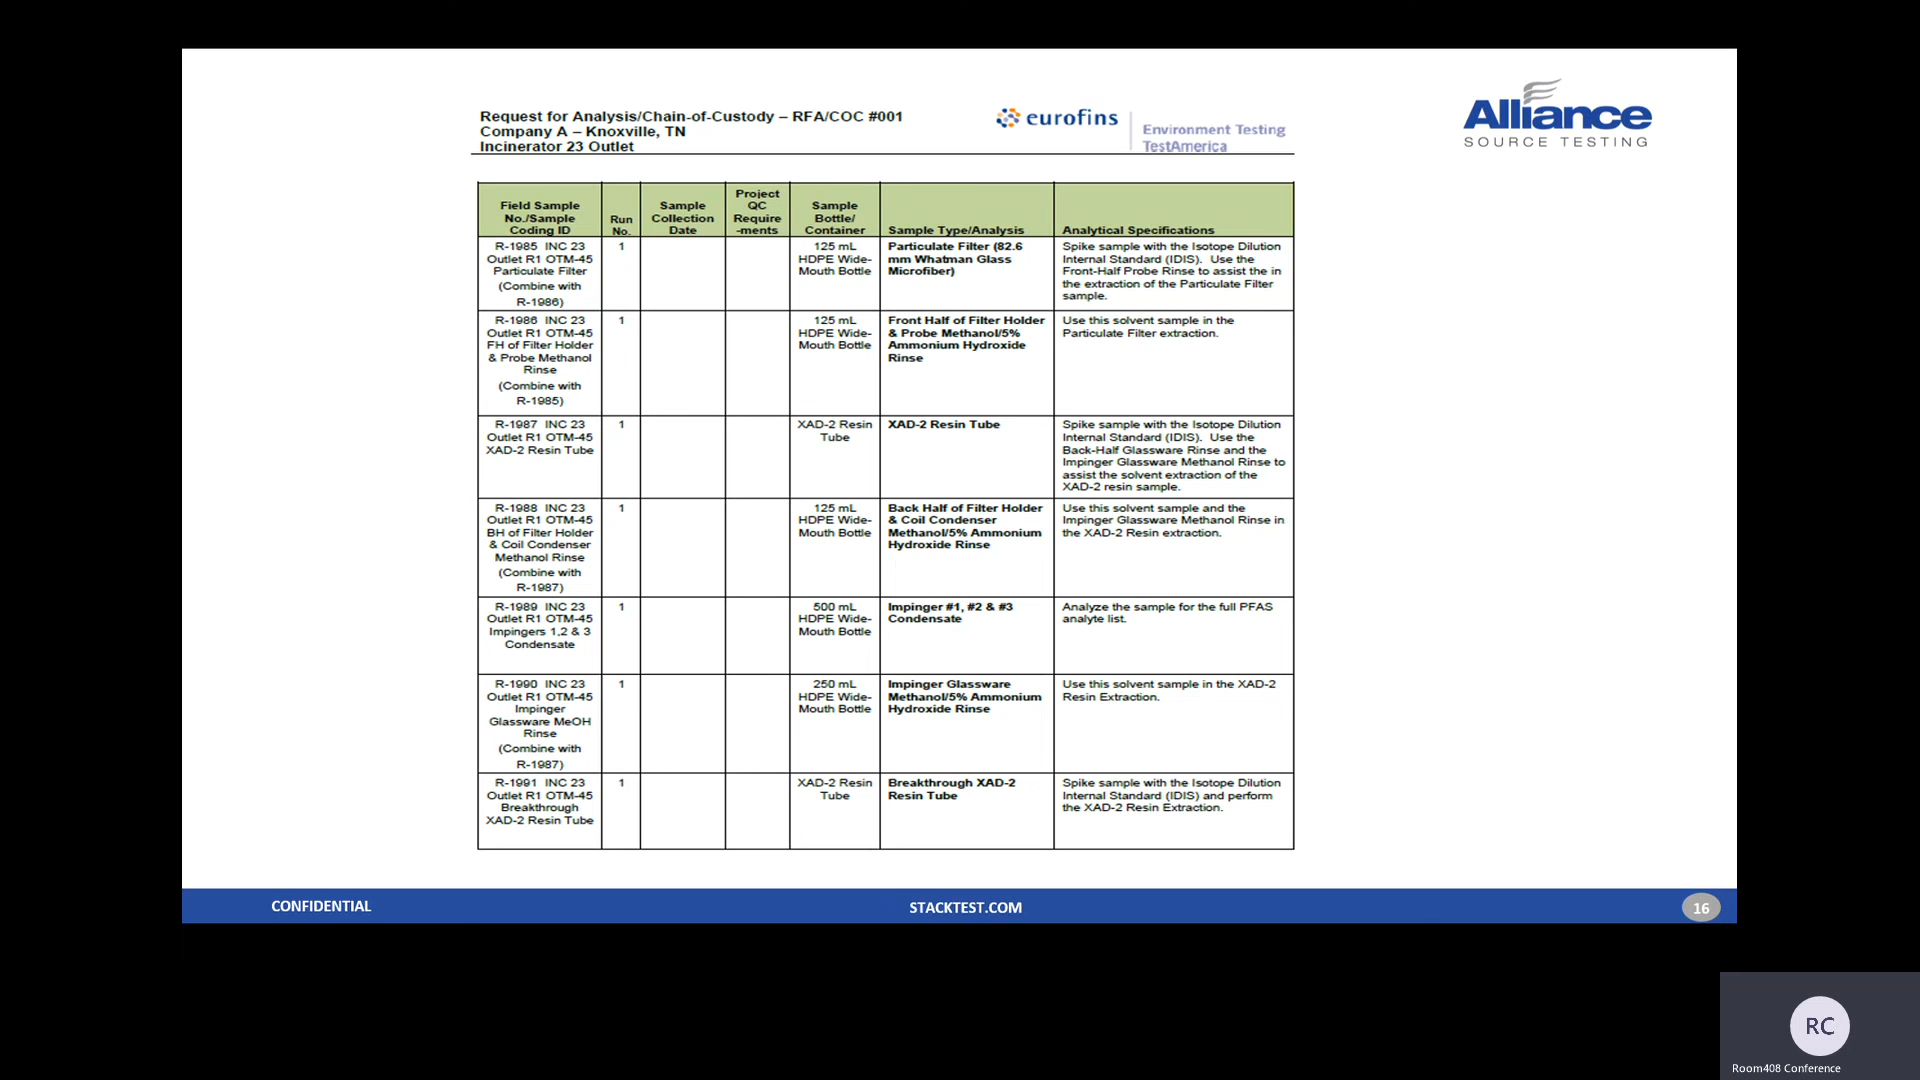 Request for Analysis/Chain-of-Custody – RFA/COC #001
Company A – Knoxville, TN
Incinerator 23 Outlet
eurofins
Environment Testing
TestAmerica
Alliance
SOURCE TESTING
Field Sample
No./Sample
Coding ID
Run
No.
Sample
Collection
Date
Project
QC
Require
-ments
Sample
Bottle/
Container
Sample Type/Analysis
Analytical Specifications
R-1985 INC 23
Outlet R1 OTM-45
Particulate Filter
(Combine with
R-1986)
1
125 mL
HDPE Wide-
Mouth Bottle
Particulate Filter (82.6
mm Whatman Glass
Microfiber)
Spike sample with the Isotope Dilution
Internal Standard (IDIS). Use the
Front-Half Probe Rinse to assist the in
the extraction of the Particulate Filter
sample.
R-1986 INC 23
Outlet R1 OTM-45
FH of Filter Holder
& Probe Methanol
Rinse
(Combine with
R-1985)
1
125 mL
HDPE Wide-
Mouth Bottle
Front Half of Filter Holder
& Probe Methanol/5%
Ammonium Hydroxide
Rinse
Use this solvent sample in the
Particulate Filter extraction.
R-1987 INC 23
Outlet R1 OTM-45
XAD-2 Resin Tube
1
XAD-2 Resin
Tube
XAD-2 Resin Tube
Spike sample with the Isotope Dilution
Internal Standard (IDIS). Use the
Back-Half Glassware Rinse and the
Impinger Glassware Methanol Rinse to
assist the solvent extraction of the
XAD-2 resin sample.
R-1988 INC 23
Outlet R1 OTM-45
BH of Filter Holder
& Coil Condenser
Methanol Rinse
(Combine with
R-1987)
1
125 mL
HDPE Wide-
Mouth Bottle
Back Half of Filter Holder
& Coil Condenser
Methanol/5% Ammonium
Hydroxide Rinse
Use this solvent sample and the
Impinger Glassware Methanol Rinse in
the XAD-2 Resin extraction.
R-1989 INC 23
Outlet R1 OTM-45
Impingers 1,2 & 3
Condensate
1
500 mL
HDPE Wide-
Mouth Bottle
Impinger #1, #2 & #3
Condensate
Analyze the sample for the full PFAS
analyte list.
R-1990 INC 23
Outlet R1 OTM-45
Impinger
Glassware MeOH
Rinse
(Combine with
R-1987)
1
250 mL
HDPE Wide-
Mouth Bottle
Impinger Glassware
Methanol/5% Ammonium
Hydroxide Rinse
Use this solvent sample in the XAD-2
Resin Extraction.
R-1991 INC 23
Outlet R1 OTM-45
Breakthrough
XAD-2 Resin Tube
1
XAD-2 Resin
Tube
Breakthrough XAD-2
Resin Tube
Spike sample with the Isotope Dilution
Internal Standard (IDIS) and perform
the XAD-2 Resin Extraction.
CONFIDENTIAL
STACKTEST.COM
16
RC
Room408 Conference